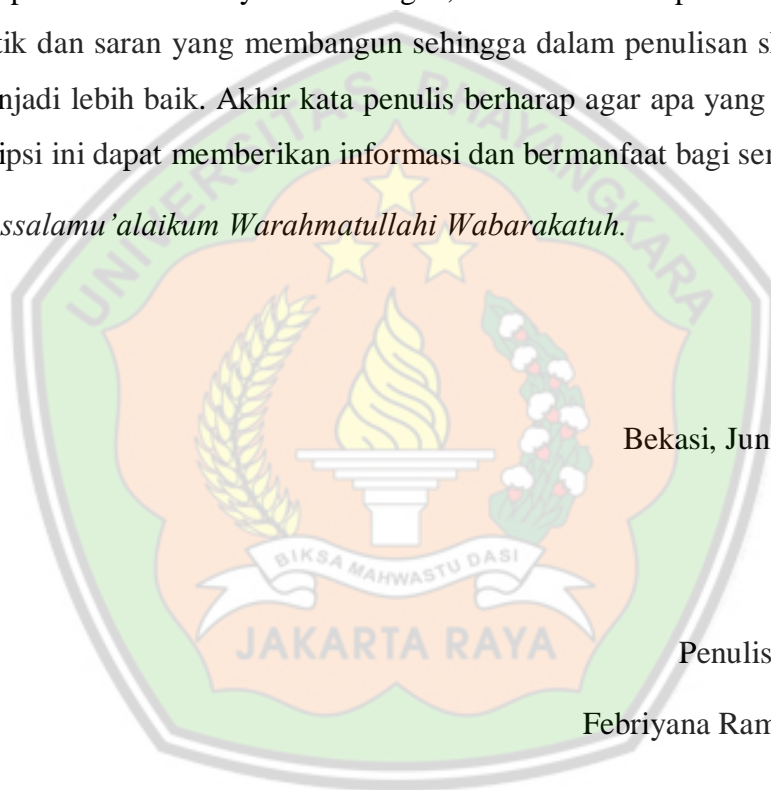 tik dan saran yang membangun sehingga dalam penulisan s
njadi lebih baik. Akhir kata penulis berharap agar apa yang
ipsi ini dapat memberikan informasi dan bermanfaat bagi se
ssalamu’alaikum Warahmatullahi Wabarakatuh.
UNIVERSITAS BHAYANGKARA
Bekasi, Jun
BIKSA MAHWASTU DASI
JAKARTA RAYA
Penulis
Febriyana Ram